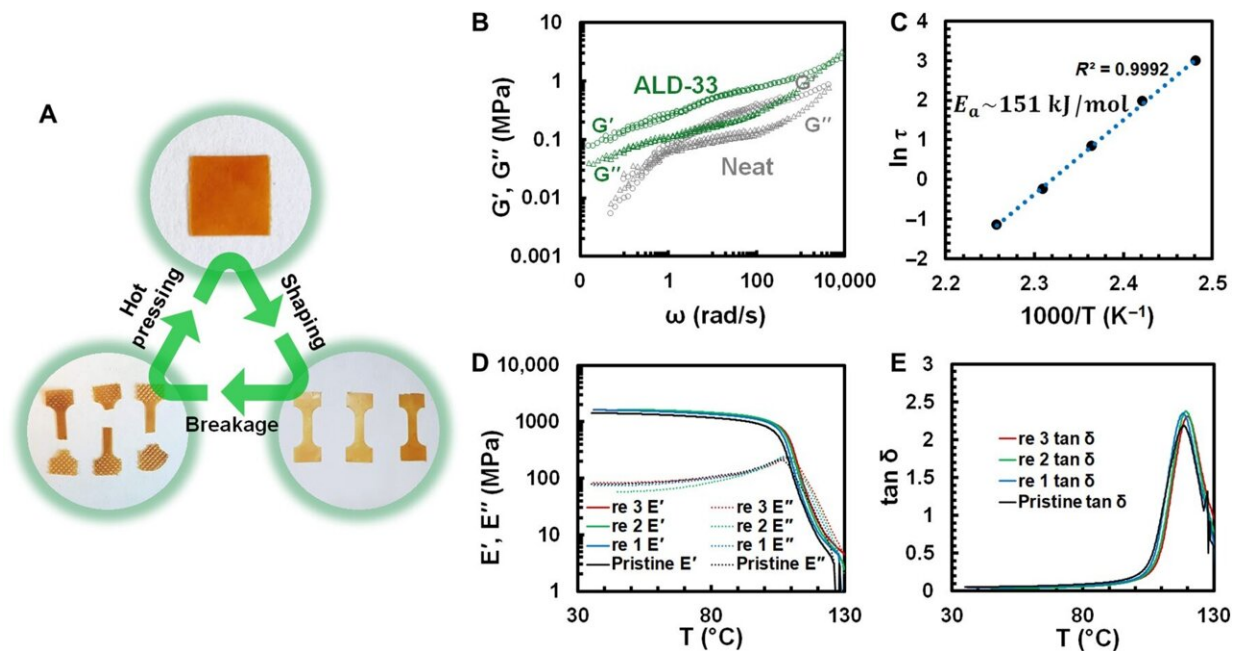 A
Hot
pressing
Shaping
Breakage
B
G′, G″ (MPa)
10
1
0.1
0.01
0.001
ALD-33
G′
G″
G′
G″
Neat
0
1
100
10,000
ω (rad/s)
C
ln τ
4
3
2
1
0
−1
−2
R² = 0.9992
Eₐ~151 kJ/mol
2.2
2.3
2.4
2.5
1000/T (K⁻¹)
D
E′, E″ (MPa)
10,000
1000
100
10
1
re 3 E′
re 2 E′
re 1 E′
Pristine E′
re 3 E″
re 2 E″
re 1 E″
Pristine E″
30
80
130
T (°C)
E
tan δ
3
2.5
2
1.5
1
0.5
0
re 3 tan δ
re 2 tan δ
re 1 tan δ
Pristine tan δ
30
80
130
T (°C)